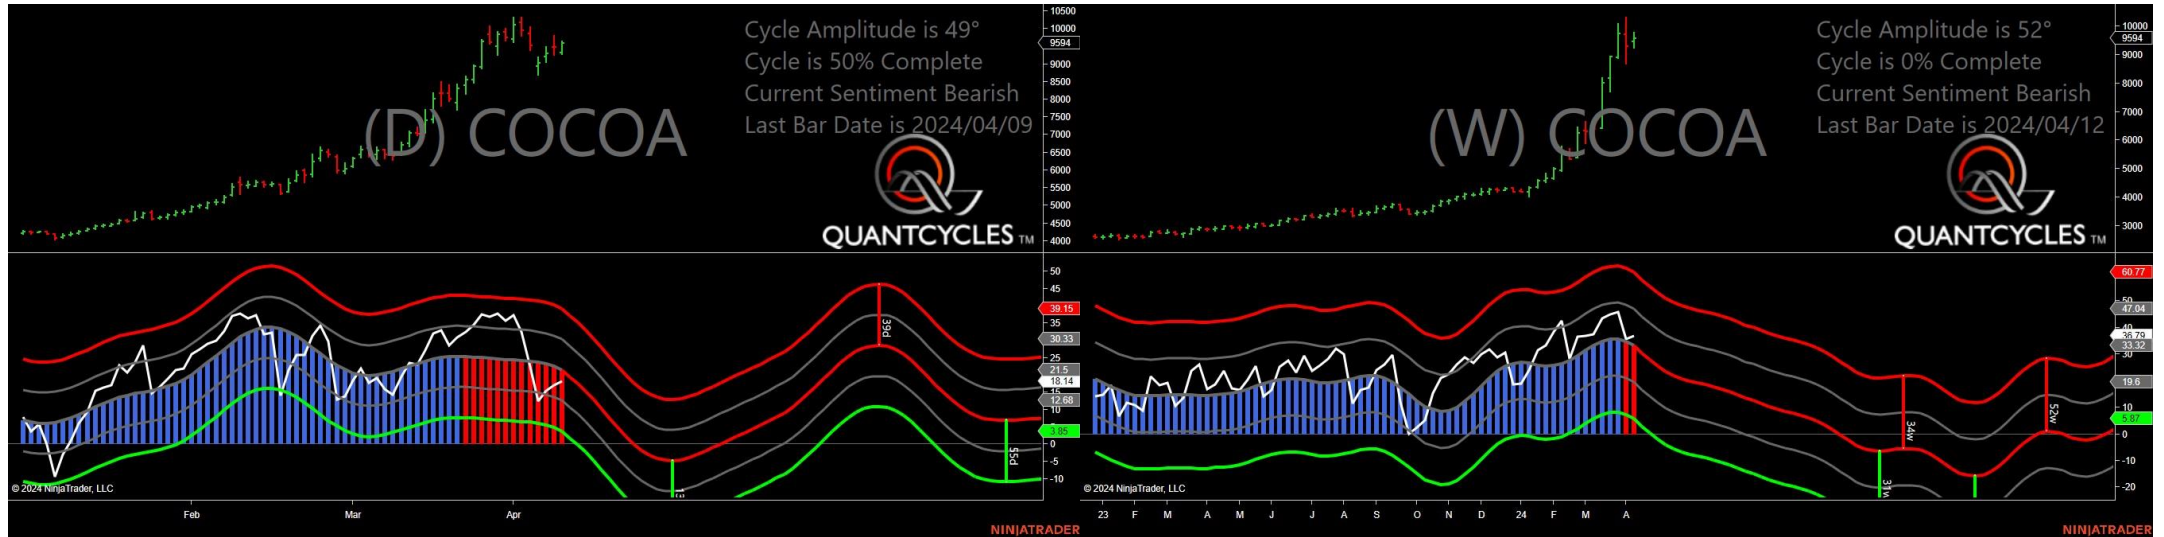 Cycle Amplitude is 49°
Cycle is 50% Complete
Current Sentiment Bearish
Last Bar Date is 2024/04/09
(D) COCOA
QUANTCYCLES TM
10500
10000
9594
9000
8500
8000
7500
7000
6500
6000
5500
5000
4500
4000
50
45
39.15
35
30.33
25
21.5
18.14
15
12.68
10
3.85
0
-5
-10
39d
55d
© 2024 NinjaTrader, LLC
Feb Mar Apr
NINJATRADER
Cycle Amplitude is 52°
Cycle is 0% Complete
Current Sentiment Bearish
Last Bar Date is 2024/04/12
(W) COCOA
QUANTCYCLES TM
10000
9594
9000
8000
7000
6000
5000
4000
3000
60.77
50
47.04
40
36.79
33.32
30
19.6
10
5.87
0
-10
-20
34w
52w
31w
© 2024 NinjaTrader, LLC
23 F M A M J J A S O N D 24 F M A
NINJATRADER